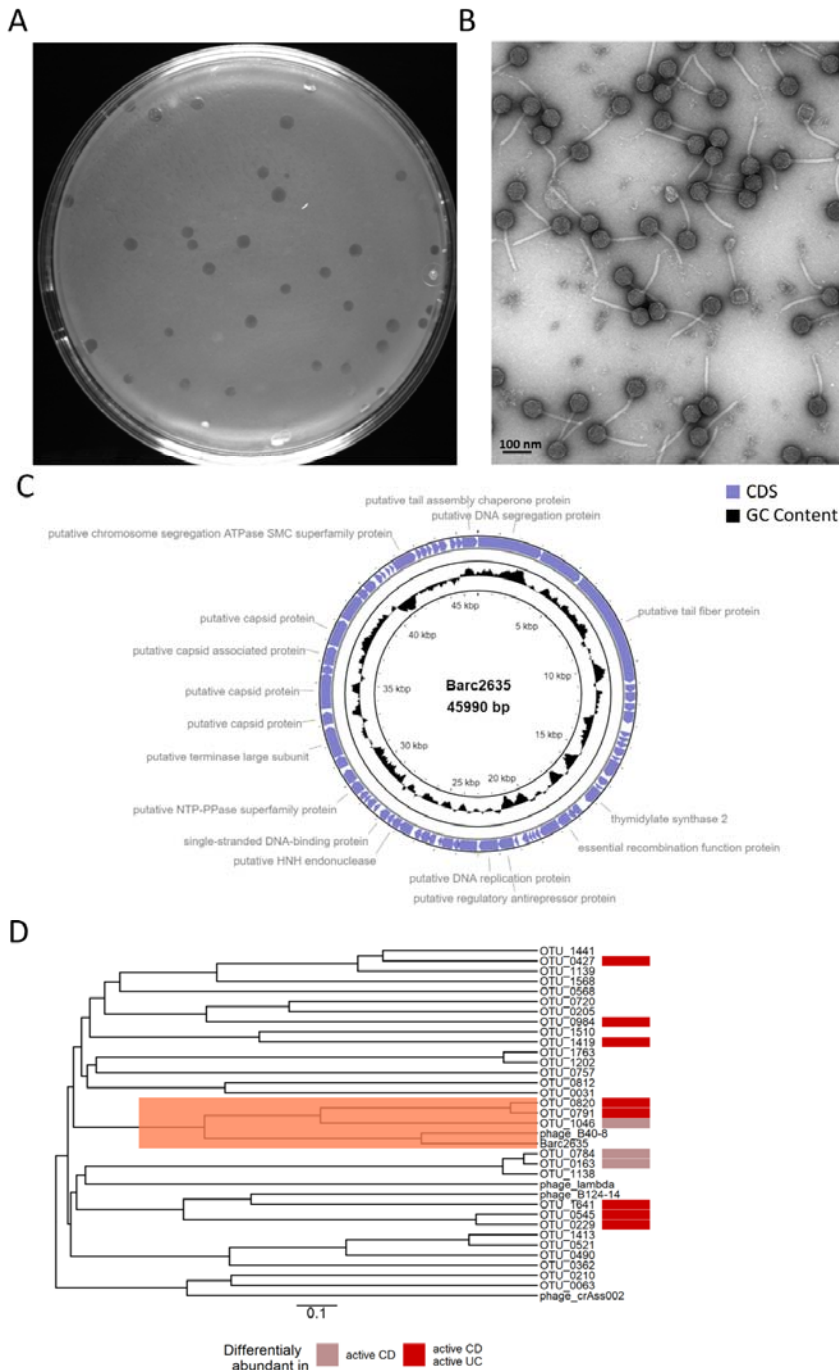 A
B
100 nm
C
CDS
GC Content
putative tail assembly chaperone protein
putative DNA segregation protein
putative chromosome segregation ATPase SMC superfamily protein
putative tail fiber protein
putative capsid protein
putative capsid associated protein
putative capsid protein
putative capsid protein
putative terminase large subunit
putative NTP-PPase superfamily protein
single-stranded DNA-binding protein
putative HNH endonuclease
putative DNA replication protein
putative regulatory antirepressor protein
essential recombination function protein
thymidylate synthase 2
45 kbp
5 kbp
40 kbp
10 kbp
35 kbp
15 kbp
30 kbp
25 kbp
20 kbp
Barc2635
45990 bp
D
OTU_1441
OTU_0427
OTU_1139
OTU_1568
OTU_0568
OTU_0720
OTU_0205
OTU_0984
OTU_1510
OTU_1419
OTU_1763
OTU_1202
OTU_0757
OTU_0812
OTU_0031
OTU_0820
OTU_0791
OTU_1046
phage_B40-8
Barc2635
OTU_0784
OTU_0163
OTU_1138
phage_lambda
phage_B124-14
OTU_1641
OTU_0545
OTU_0229
OTU_1413
OTU_0521
OTU_0490
OTU_0362
OTU_0210
OTU_0063
phage_crAss002
0.1
Differentialy
abundant in
active CD
active CD
active UC